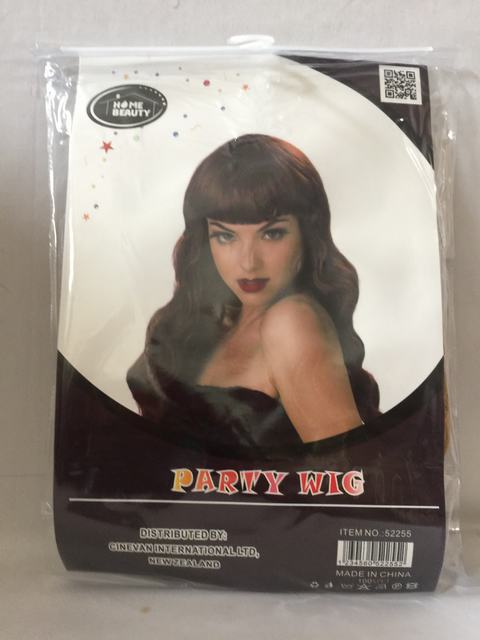 HOME
BEAUTY
PARTY WIG
DISTRIBUTED BY:
CINEVAN INTERNATIONAL LTD,
NEW ZEALAND
ITEM NO.:52255
MADE IN CHINA